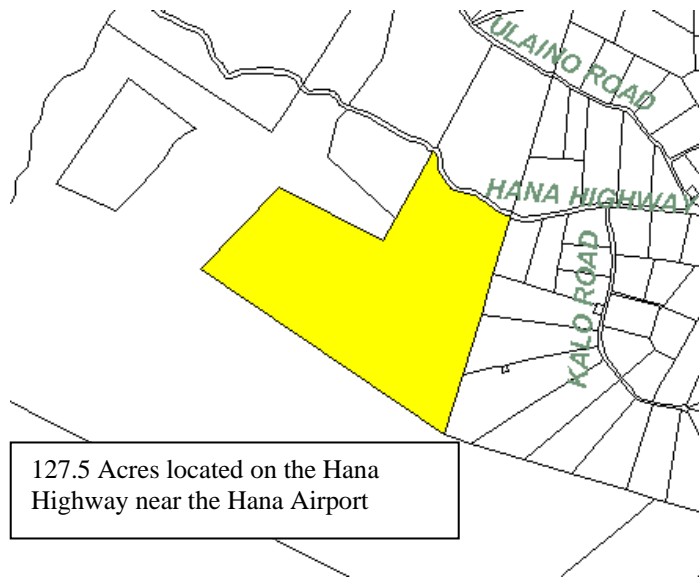 ULAINO ROAD
HANA HIGHWAY
KALO ROAD
127.5 Acres located on the Hana
Highway near the Hana Airport